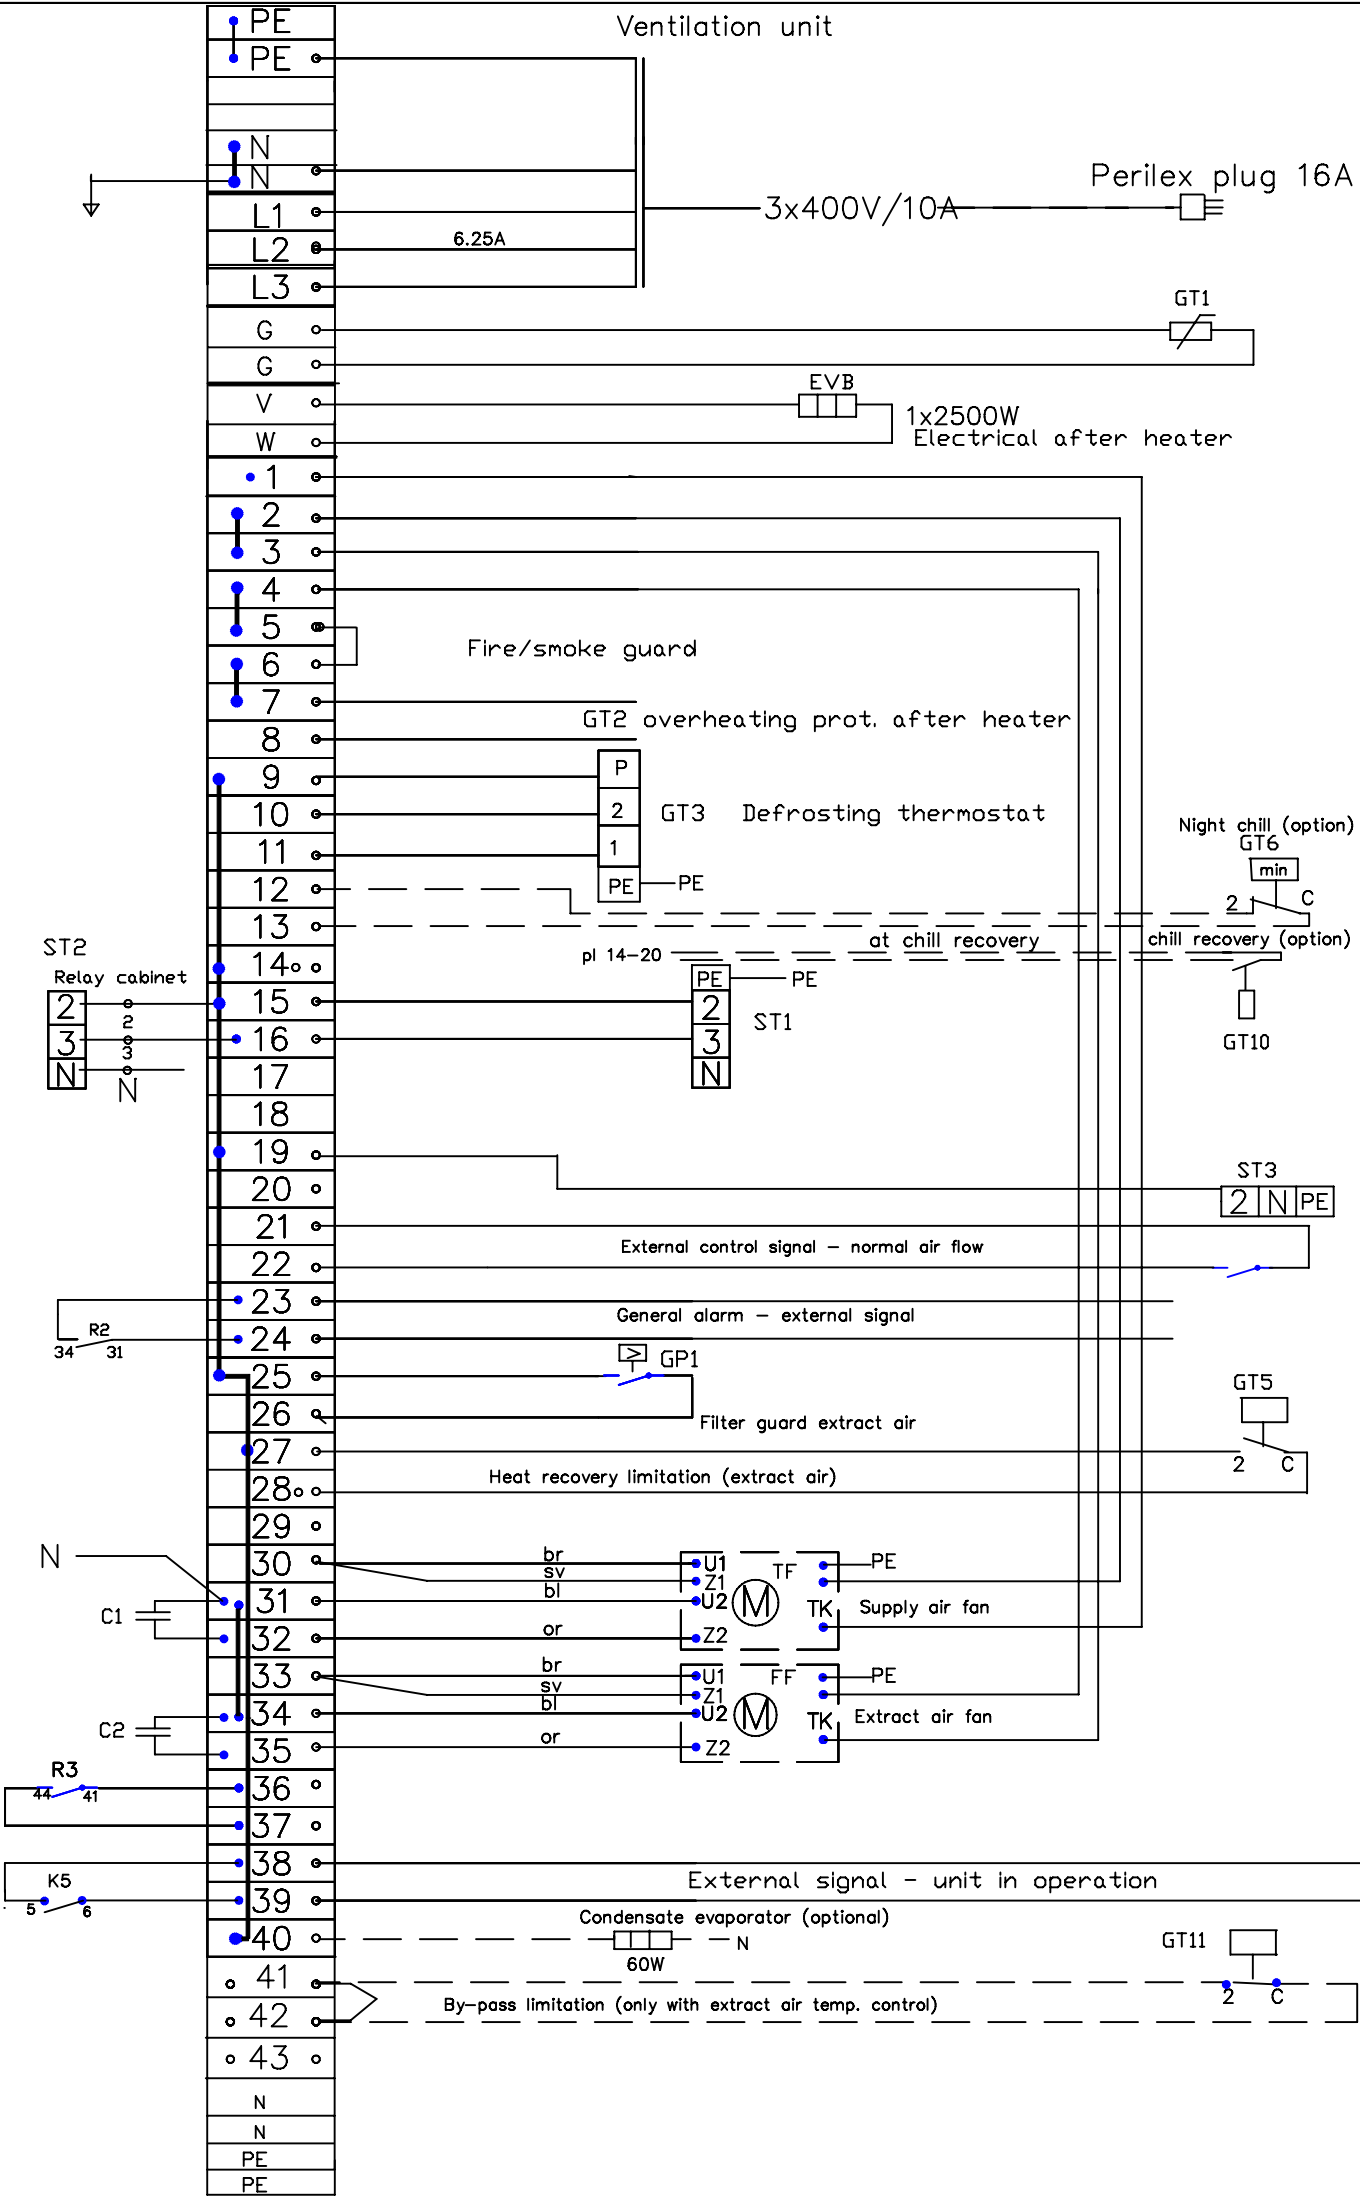 PE
Ventilation unit
PE
N
N
Perilex plug 16A
L1
3x400V/10A
L2
6.25A
L3
GT1
G
G
EVB
V
1x2500W
W
Electrical after heater
1
2
3
4
5
Fire/smoke guard
6
7
GT2 overheating prot. after heater
8
9
P
10
2
GT3 Defrosting thermostat
Night chill (option)
GT6
11
1
min
12
PE
PE
2
C
13
ST2
pl 14-20
at chill recovery
chill recovery (option)
Relay cabinet
14
PE
PE
2
15
2
ST1
2
3
16
3
GT10
3
N
17
N
N
18
19
ST3
20
2 N PE
21
External control signal - normal air flow
22
23
General alarm - external signal
R2
24
34
31
GP1
25
GT5
26
Filter guard extract air
27
2
C
Heat recovery limitation (extract air)
28
29
N
30
br
U1
TF
PE
sv
Z1
31
bl
U2
M
TK
Supply air fan
C1
32
or
Z2
33
br
U1
FF
PE
sv
Z1
34
bl
U2
M
TK
Extract air fan
C2
35
or
Z2
R3
36
44
41
37
38
K5
External signal - unit in operation
5
6
39
Condensate evaporator (optional)
40
N
GT11
60W
41
2
C
By-pass limitation (only with extract air temp. control)
42
43
N
N
PE
PE